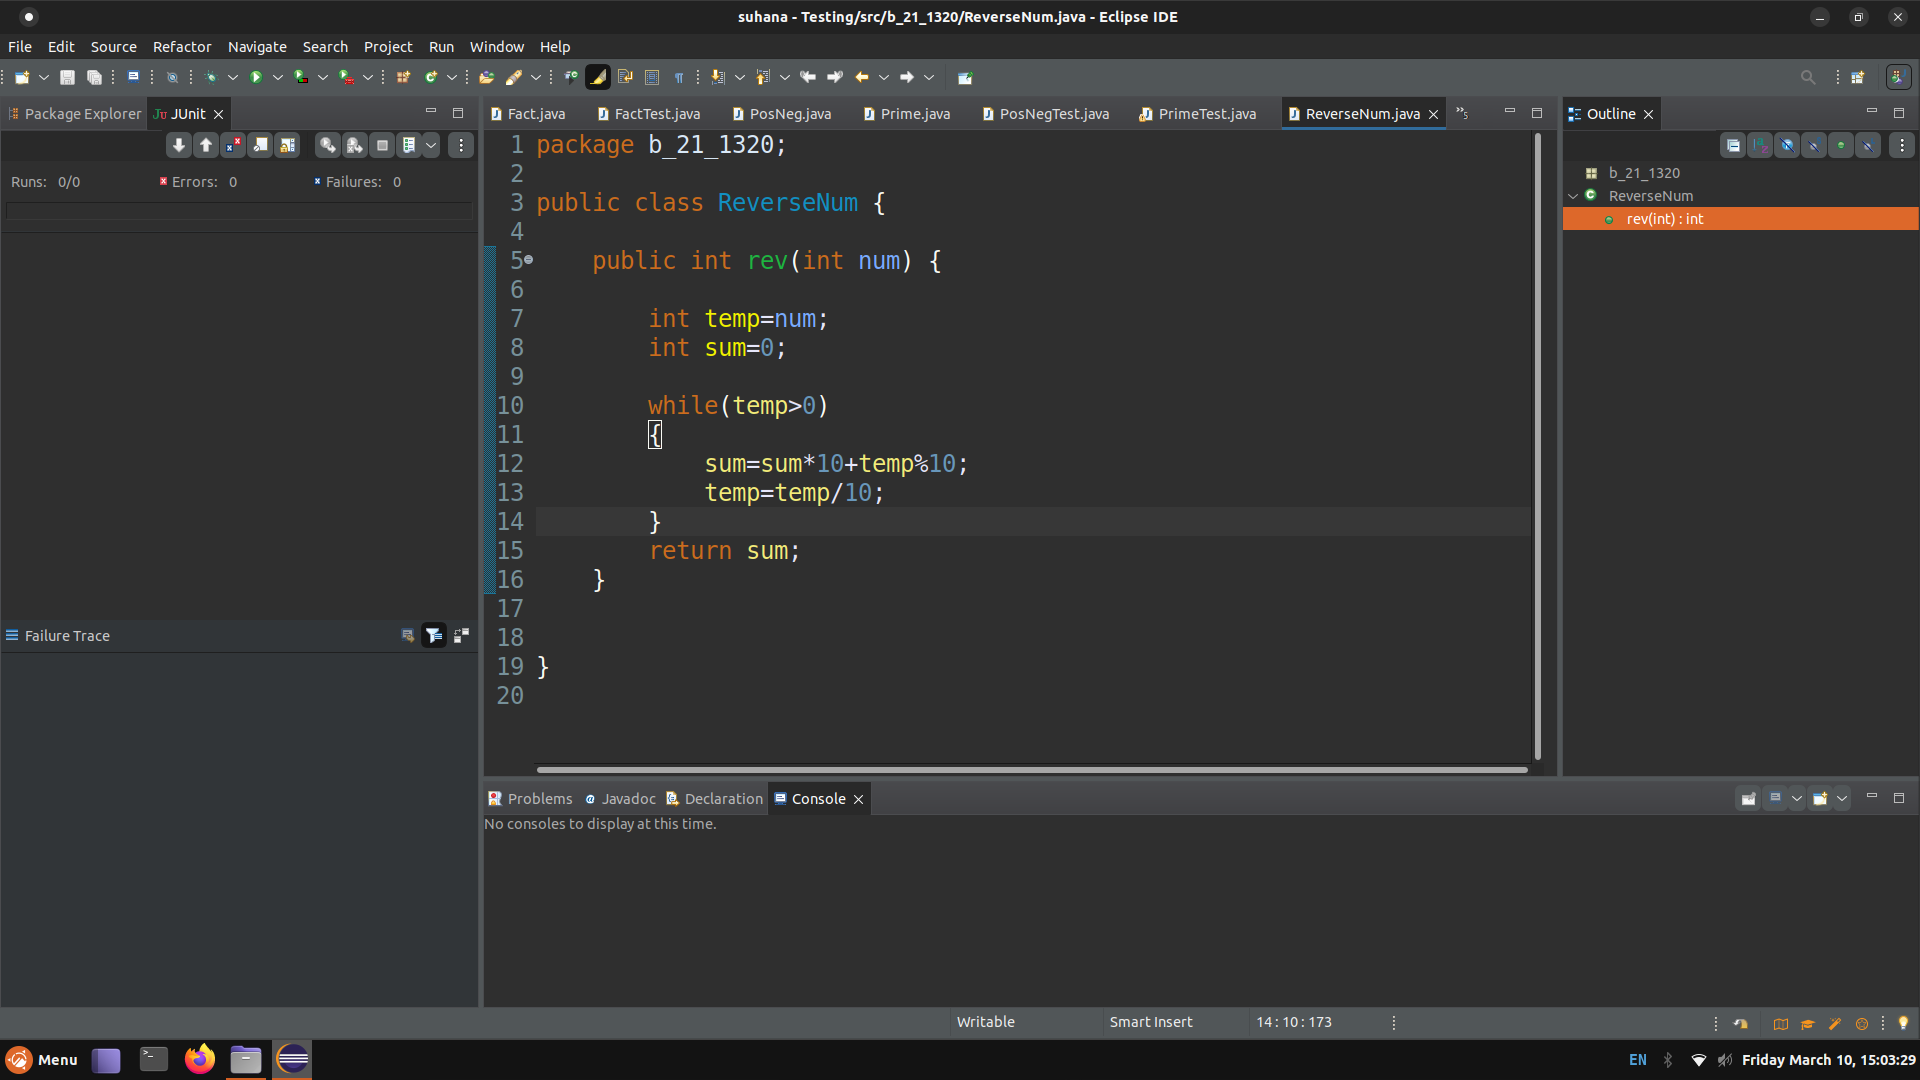 suhana - Testing/src/b_21_1320/ReverseNum.java - Eclipse IDE
File Edit Source Refactor Navigate Search Project Run Window Help
Package Explorer JUnit
Runs: 0/0 Errors: 0 Failures: 0
Failure Trace
Fact.java FactTest.java PosNeg.java Prime.java PosNegTest.java PrimeTest.java ReverseNum.java »5
1 package b_21_1320;
2
3 public class ReverseNum {
4
5 public int rev(int num) {
6
7 int temp=num;
8 int sum=0;
9
10 while(temp>0)
11 {
12 sum=sum*10+temp%10;
13 temp=temp/10;
14 }
15 return sum;
16 }
17
18
19 }
20
Outline
b_21_1320
ReverseNum
rev(int) : int
Problems Javadoc Declaration Console
No consoles to display at this time.
Writable Smart Insert 14 : 10 : 173
Menu EN Friday March 10, 15:03:29